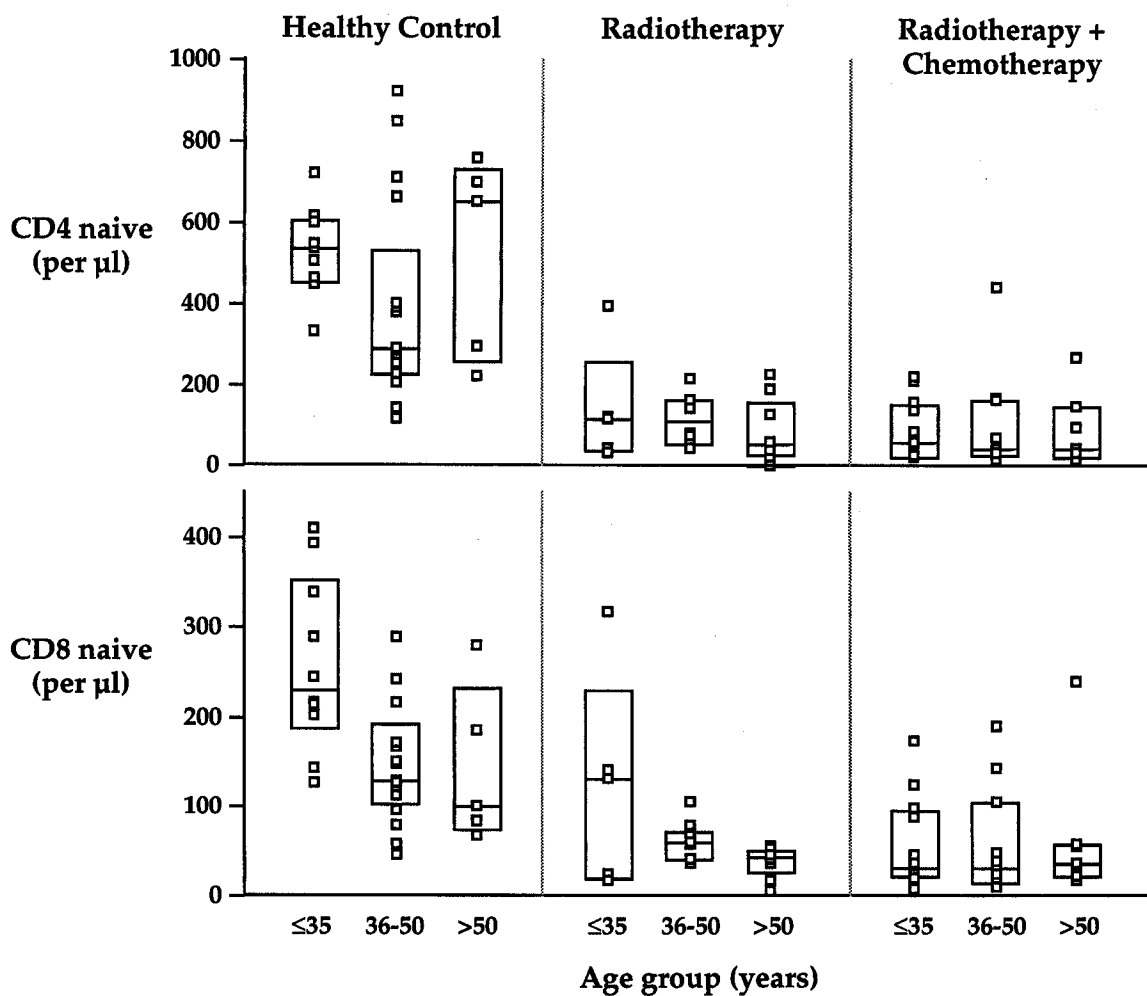 Healthy Control
Radiotherapy
Radiotherapy +
Chemotherapy
1000
800
600
400
200
0
CD4 naive
(per µl)
400
300
200
100
0
CD8 naive
(per µl)
≤35 36-50 >50 ≤35 36-50 >50 ≤35 36-50 >50
Age group (years)